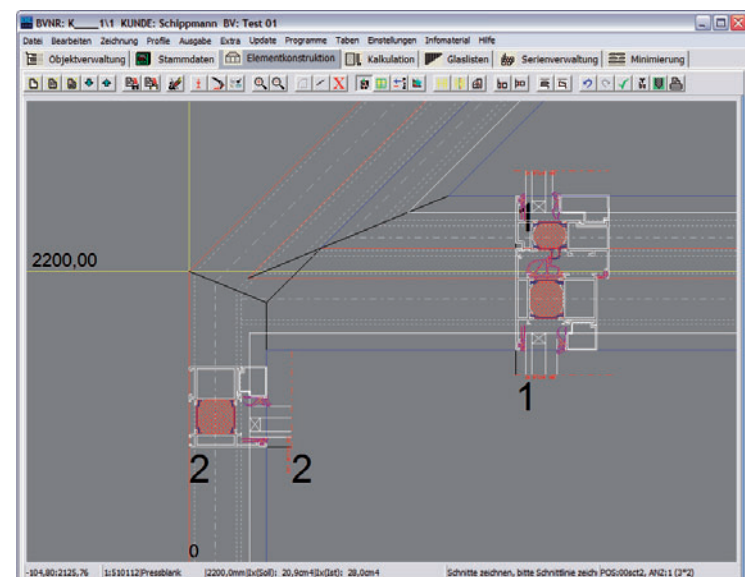 BVNR: K____1\1 KUNDE: Schippmann BV: Test 01
Datei Bearbeiten Zeichnung Profile Ausgabe Extra Update Programme Taben Einstellungen Infomaterial Hilfe
Objektverwaltung Stammdaten Elementkonstruktion Kalkulation Glaslisten Serienverwaltung Minimierung
1
2200,00
1
2 2
0
-104,80:2125,76 1:510112|Pressblank |2200,0mm|Ix(Soll): 20,9cm4|Ix(Ist): 28,0cm4 Schnitte zeichnen, bitte Schnittlinie zeich POS:00sct2, ANZ:1 (3*2)